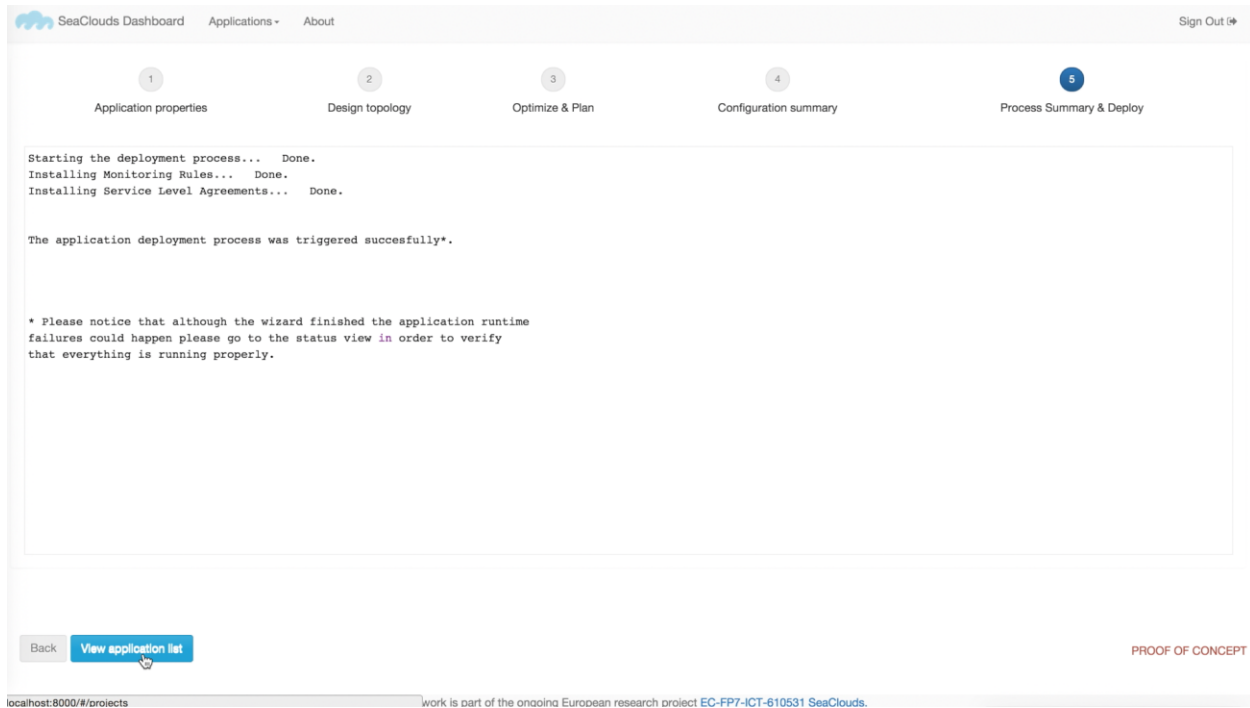 SeaClouds Dashboard Applications About Sign Out
1 2 3 4 5
Application properties Design topology Optimize & Plan Configuration summary Process Summary & Deploy
Starting the deployment process... Done.
Installing Monitoring Rules... Done.
Installing Service Level Agreements... Done.
The application deployment process was triggered succesfully*.
* Please notice that although the wizard finished the application runtime
failures could happen please go to the status view in order to verify
that everything is running properly.
Back View application list PROOF OF CONCEPT
localhost:8000/#/projects work is part of the ongoing European research project EC-FP7-ICT-610531 SeaClouds.